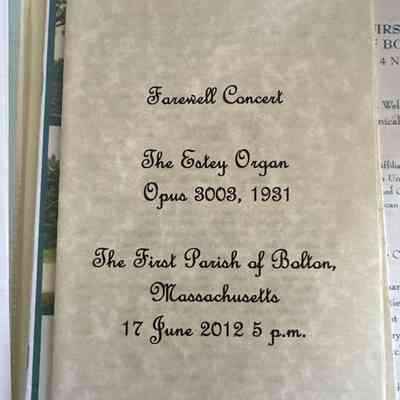 Farewell Concert
The Estey Organ
Opus 3003, 1931
The First Parish of Bolton,
Massachusetts
17 June 2012 5 p.m.